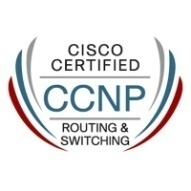 CISCO
CERTIFIED
CCNP
ROUTING &
SWITCHING